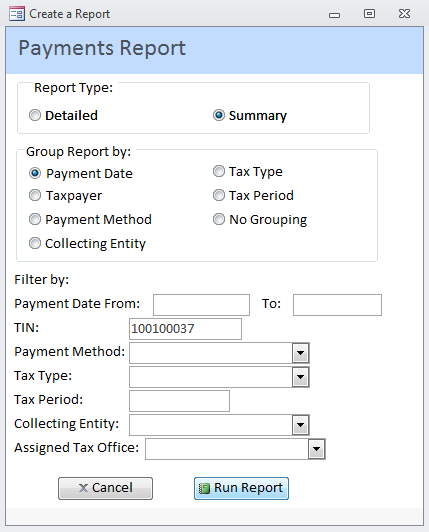 Create a Report
Payments Report
Report Type:
Detailed Summary
Group Report by:
Payment Date Tax Type
Taxpayer Tax Period
Payment Method No Grouping
Collecting Entity
Filter by:
Payment Date From: To:
TIN: 100100037
Payment Method:
Tax Type:
Tax Period:
Collecting Entity:
Assigned Tax Office:
Cancel Run Report